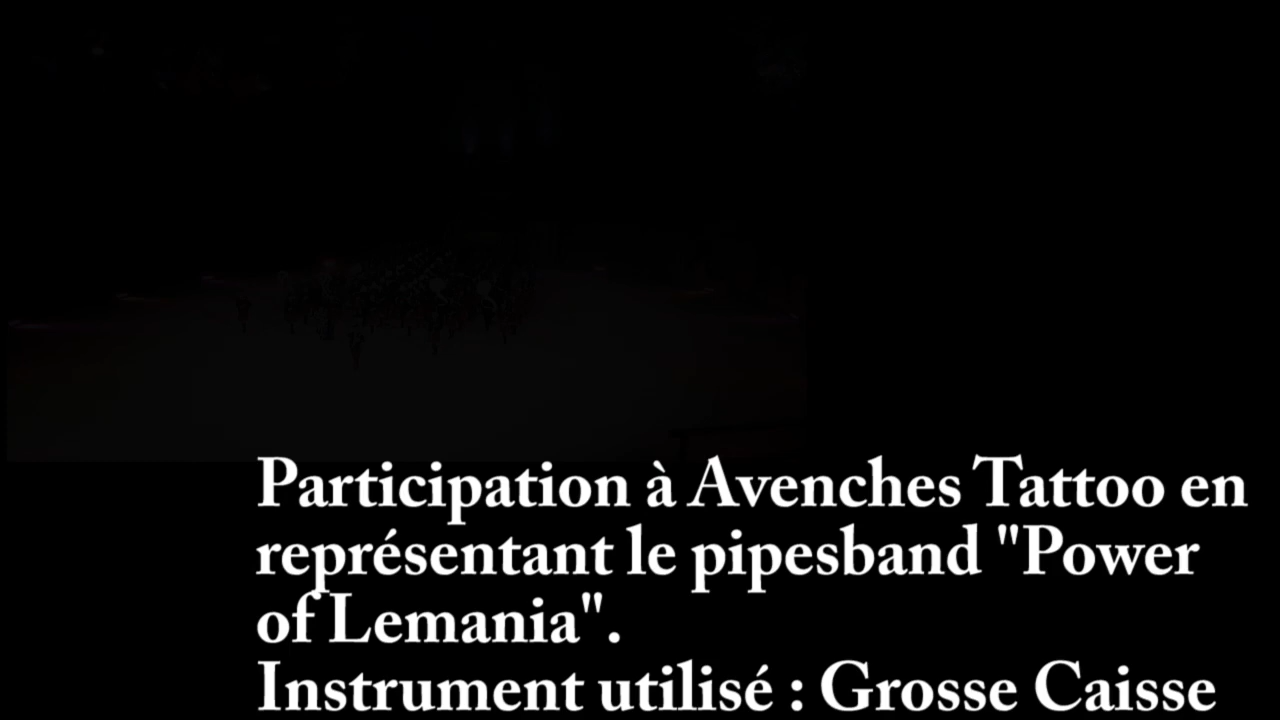 Participation à Avenches Tattoo en
représentant le pipesband "Power
of Lemania".
Instrument utilisé : Grosse Caisse